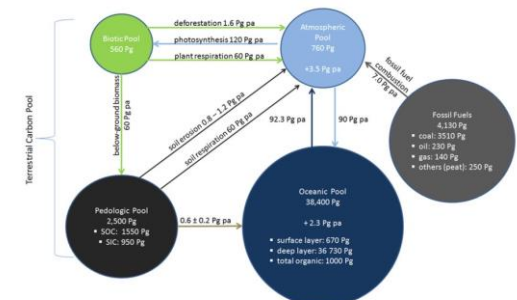 deforestation 1.6 Pg pa
Biotic Pool
560 Pg
photosynthesis 120 Pg pa
plant respiration 60 Pg pa
Atmospheric
Pool
760 Pg
+3.5 Pg pa
fossil fuel
combustion
7.0 Pg pa
Terrestrial Carbon Pool
below-ground biomass
60 Pg pa
soil erosion 0.8 – 1.2 Pg pa
soil respiration 60 Pg pa
92.3 Pg pa
90 Pg pa
Fossil Fuels
4,130 Pg
▪ coal: 3510 Pg
▪ oil: 230 Pg
▪ gas: 140 Pg
▪ others (peat): 250 Pg
Pedologic Pool
2,500 Pg
▪ SOC: 1550 Pg
▪ SIC: 950 Pg
0.6 ± 0.2 Pg pa
Oceanic Pool
38,400 Pg
+ 2.3 Pg pa
▪ surface layer: 670 Pg
▪ deep layer: 36 730 Pg
▪ total organic: 1000 Pg